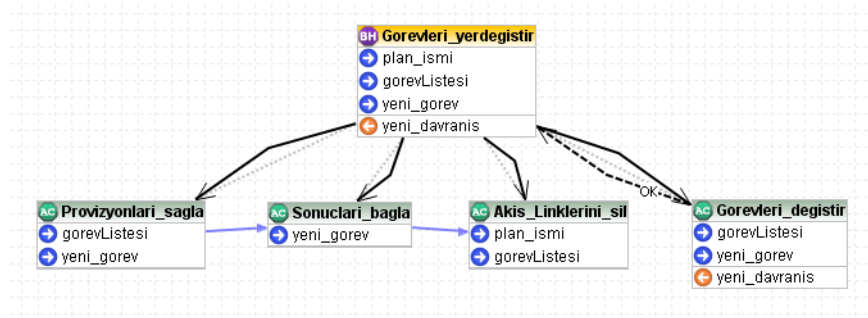 BH Gorevleri_yerdegistir
plan_ismi
gorevListesi
yeni_gorev
yeni_davranis
OK
AC Provizyonlari_sagla
gorevListesi
yeni_gorev
AC Sonuclari_bagla
yeni_gorev
AC Akis_Linklerini_sil
plan_ismi
gorevListesi
AC Gorevleri_degistir
gorevListesi
yeni_gorev
yeni_davranis